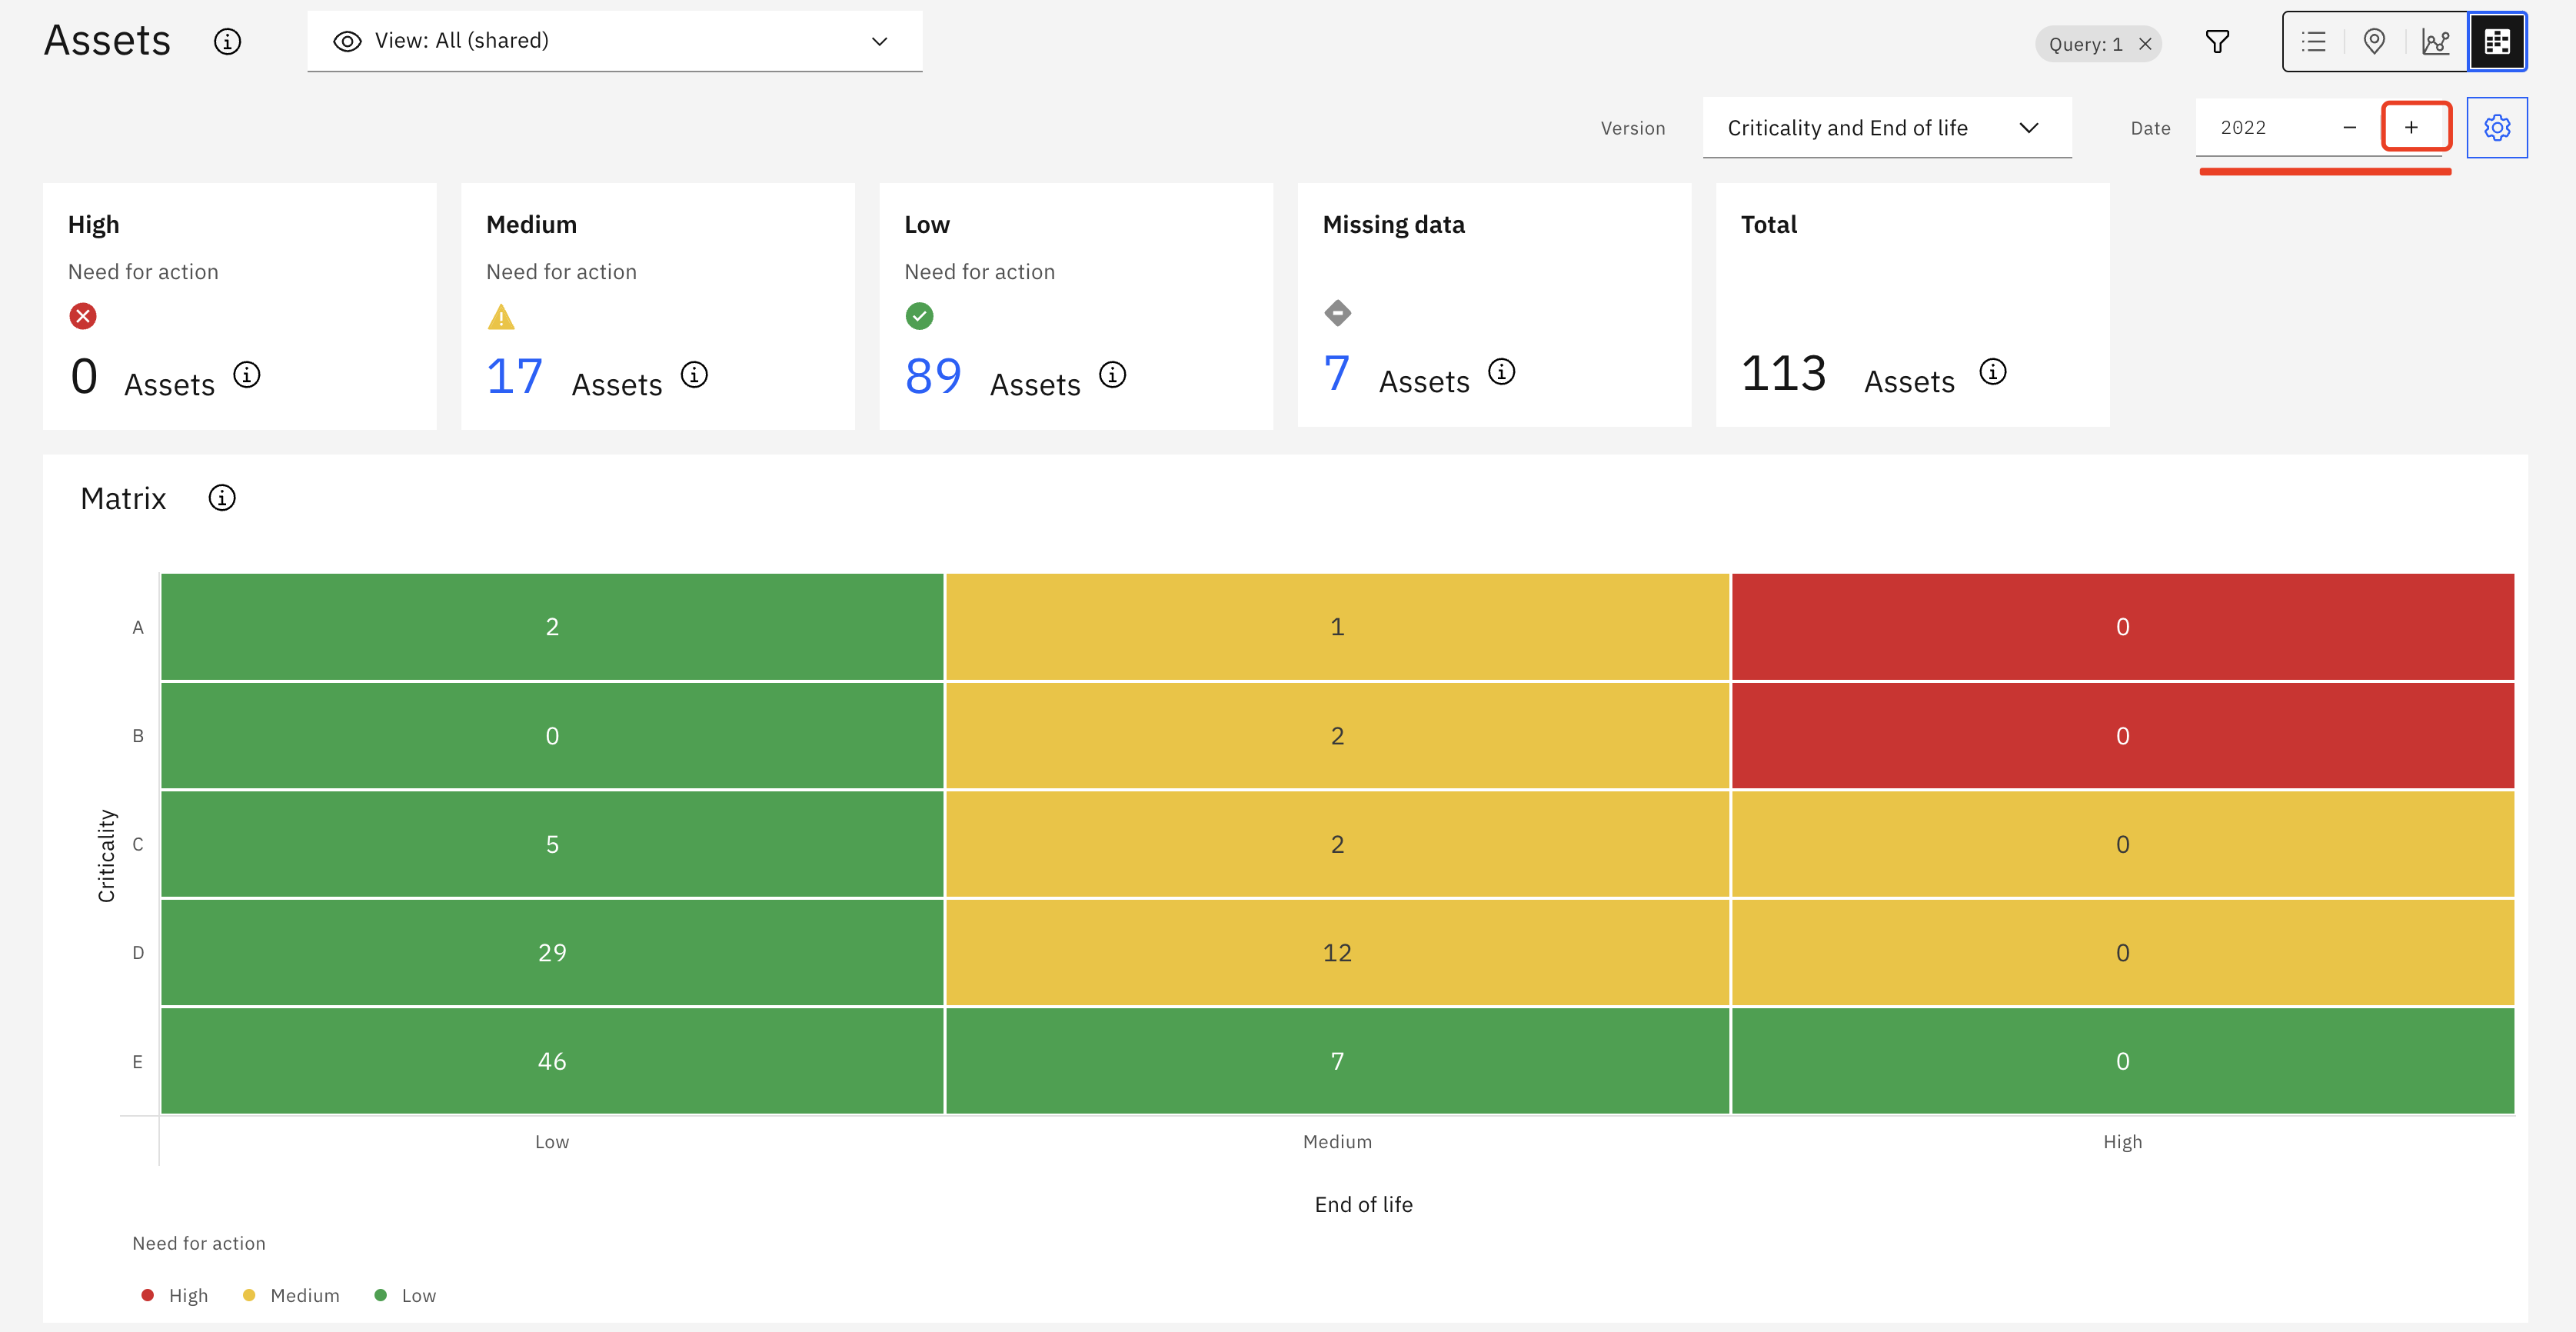 Assets
View: All (shared)
Query: 1
Version
Criticality and End of life
Date
2022
High
Need for action
0 Assets
Medium
Need for action
17 Assets
Low
Need for action
89 Assets
Missing data
7 Assets
Total
113 Assets
Matrix
Criticality
A 2 1 0
B 0 2 0
C 5 2 0
D 29 12 0
E 46 7 0
Low Medium High
End of life
Need for action
High Medium Low